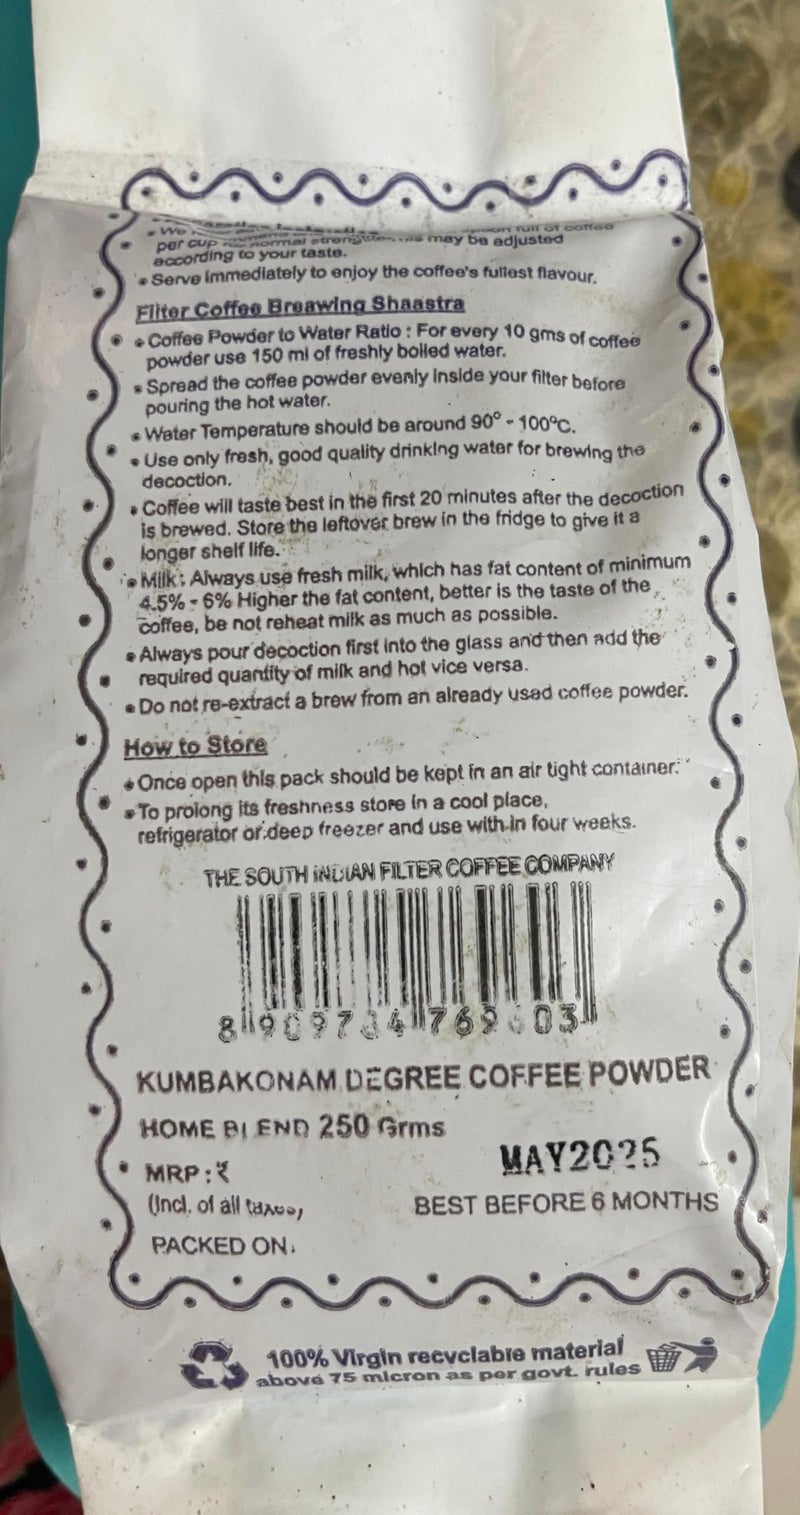 per cup normal may be adjusted
according to your taste.
• Serve immediately to enjoy the coffee's fullest flavour.
Filter Coffee Breawing Shaastra
• Coffee Powder to Water Ratio : For every 10 gms of coffee
powder use 150 ml of freshly boiled water.
• Spread the coffee powder evenly inside your filter before
pouring the hot water.
• Water Temperature should be around 90° - 100°C.
• Use only fresh, good quality drinking water for brewing the
decoction.
• Coffee will taste best in the first 20 minutes after the decoction
is brewed. Store the leftover brew in the fridge to give it a
longer shelf life.
• Milk : Always use fresh milk, which has fat content of minimum
4.5% - 6% Higher the fat content, better is the taste of the
coffee, be not reheat milk as much as possible.
• Always pour decoction first into the glass and then add the
required quantity of milk and hot vice versa.
• Do not re-extract a brew from an already used coffee powder.
How to Store
• Once open this pack should be kept in an air tight container.
• To prolong its freshness store in a cool place,
refrigerator or deep freezer and use with in four weeks.
THE SOUTH INDIAN FILTER COFFEE COMPANY
KUMBAKONAM DEGREE COFFEE POWDER
HOME BLEND 250 Grms
MRP : ₹
MAY2025
(Incl. of all taxes)
BEST BEFORE 6 MONTHS
PACKED ON
100% Virgin recyclable material
above 75 micron as per govt. rules